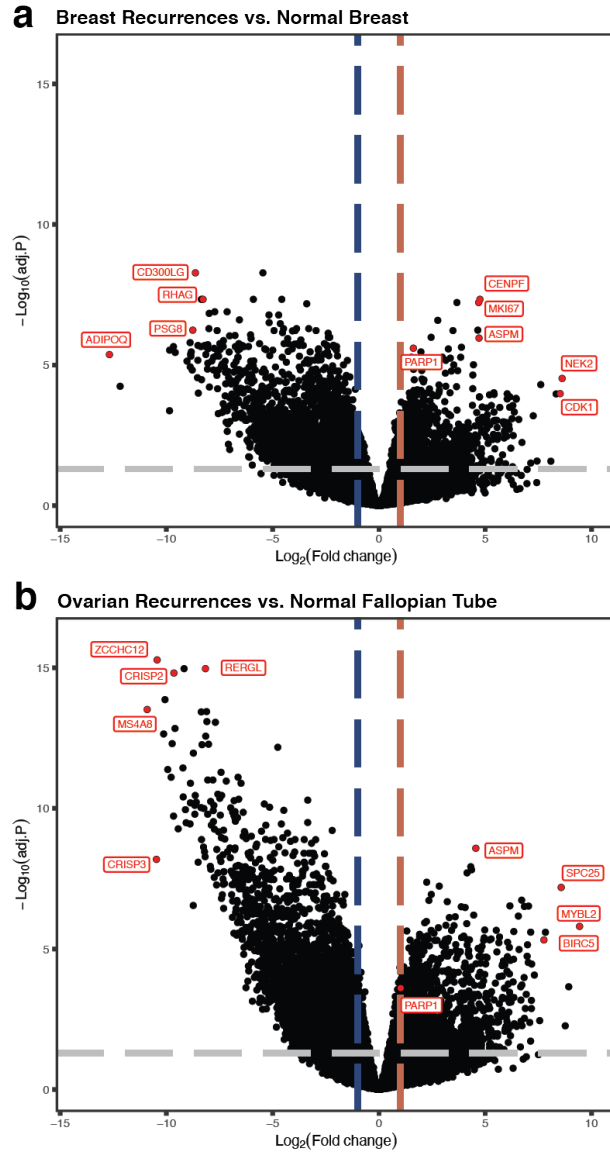 a Breast Recurrences vs. Normal Breast
15
10
5
0
−Log10(adj.P)
CD300LG
RHAG
PSG8
ADIPOQ
CENPF
MKI67
ASPM
PARP1
NEK2
CDK1
−15 −10 −5 0 5 10
Log2(Fold change)
b Ovarian Recurrences vs. Normal Fallopian Tube
15
10
5
0
−Log10(adj.P)
ZCCHC12
CRISP2
RERGL
MS4A8
CRISP3
ASPM
SPC25
MYBL2
BIRC5
PARP1
−15 −10 −5 0 5 10
Log2(Fold change)